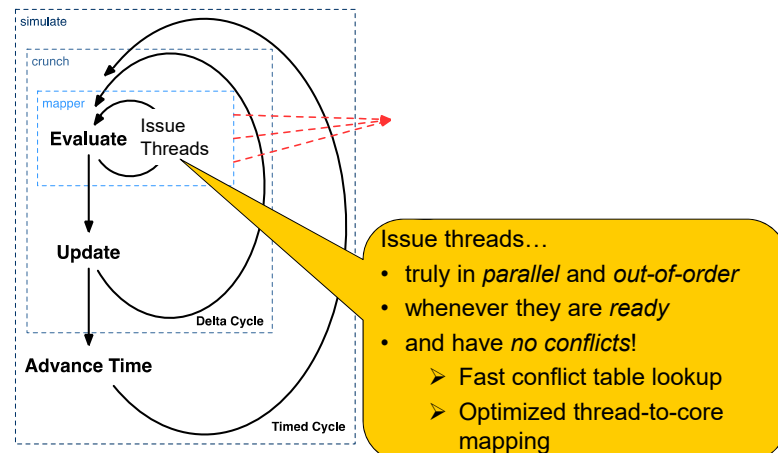 simulate
crunch
mapper
Evaluate
Issue
Threads
Update
Delta Cycle
Advance Time
Timed Cycle
Issue threads…
• truly in parallel and out-of-order
• whenever they are ready
• and have no conflicts!
➢ Fast conflict table lookup
➢ Optimized thread-to-core
mapping